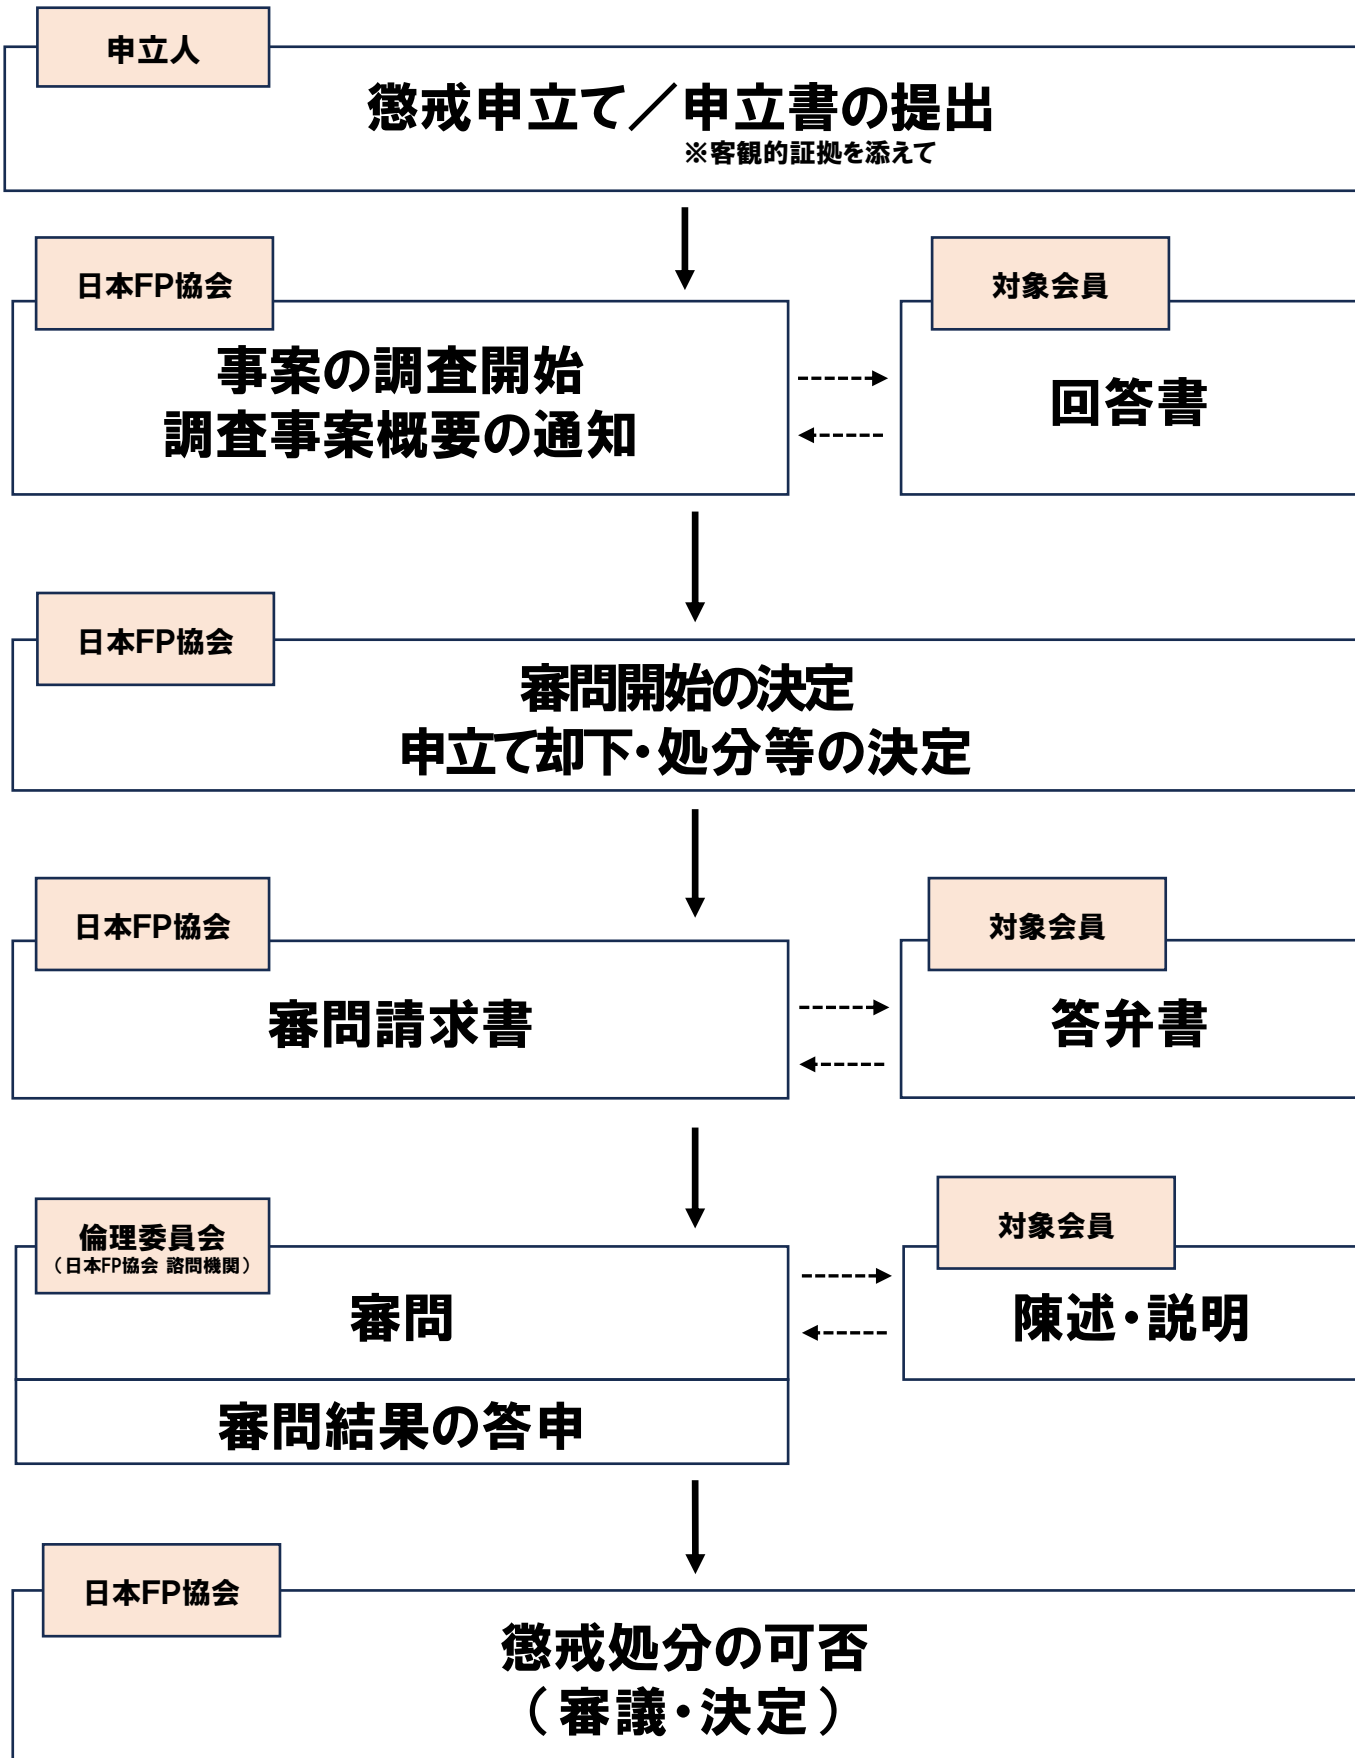 申立人
懲戒申立て／申立書の提出
※客観的証拠を添えて
日本FP協会
事案の調査開始
調査事案概要の通知
対象会員
回答書
日本FP協会
審問開始の決定
申立て却下・処分等の決定
日本FP協会
審問請求書
対象会員
答弁書
倫理委員会
（日本FP協会 諮問機関）
審問
対象会員
陳述・説明
審問結果の答申
日本FP協会
懲戒処分の可否
（審議・決定）